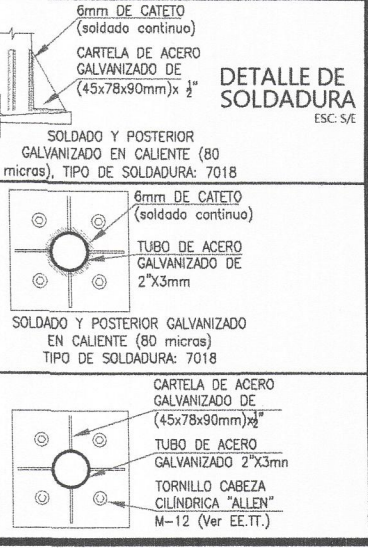 6mm DE CATETO
(soldado continuo)
CARTELA DE ACERO
GALVANIZADO DE
(45x78x90mm)x ½"
DETALLE DE
SOLDADURA
ESC: S/E
SOLDADO Y POSTERIOR
GALVANIZADO EN CALIENTE (80
micras), TIPO DE SOLDADURA: 7018
6mm DE CATETO
(soldado continuo)
TUBO DE ACERO
GALVANIZADO DE
2"X3mm
SOLDADO Y POSTERIOR GALVANIZADO
EN CALIENTE (80 micras)
TIPO DE SOLDADURA: 7018
CARTELA DE ACERO
GALVANIZADO DE
(45x78x90mm)x½"
TUBO DE ACERO
GALVANIZADO 2"X3mn
TORNILLO CABEZA
CILÍNDRICA "ALLEN"
M-12 (Ver EE.TT.)